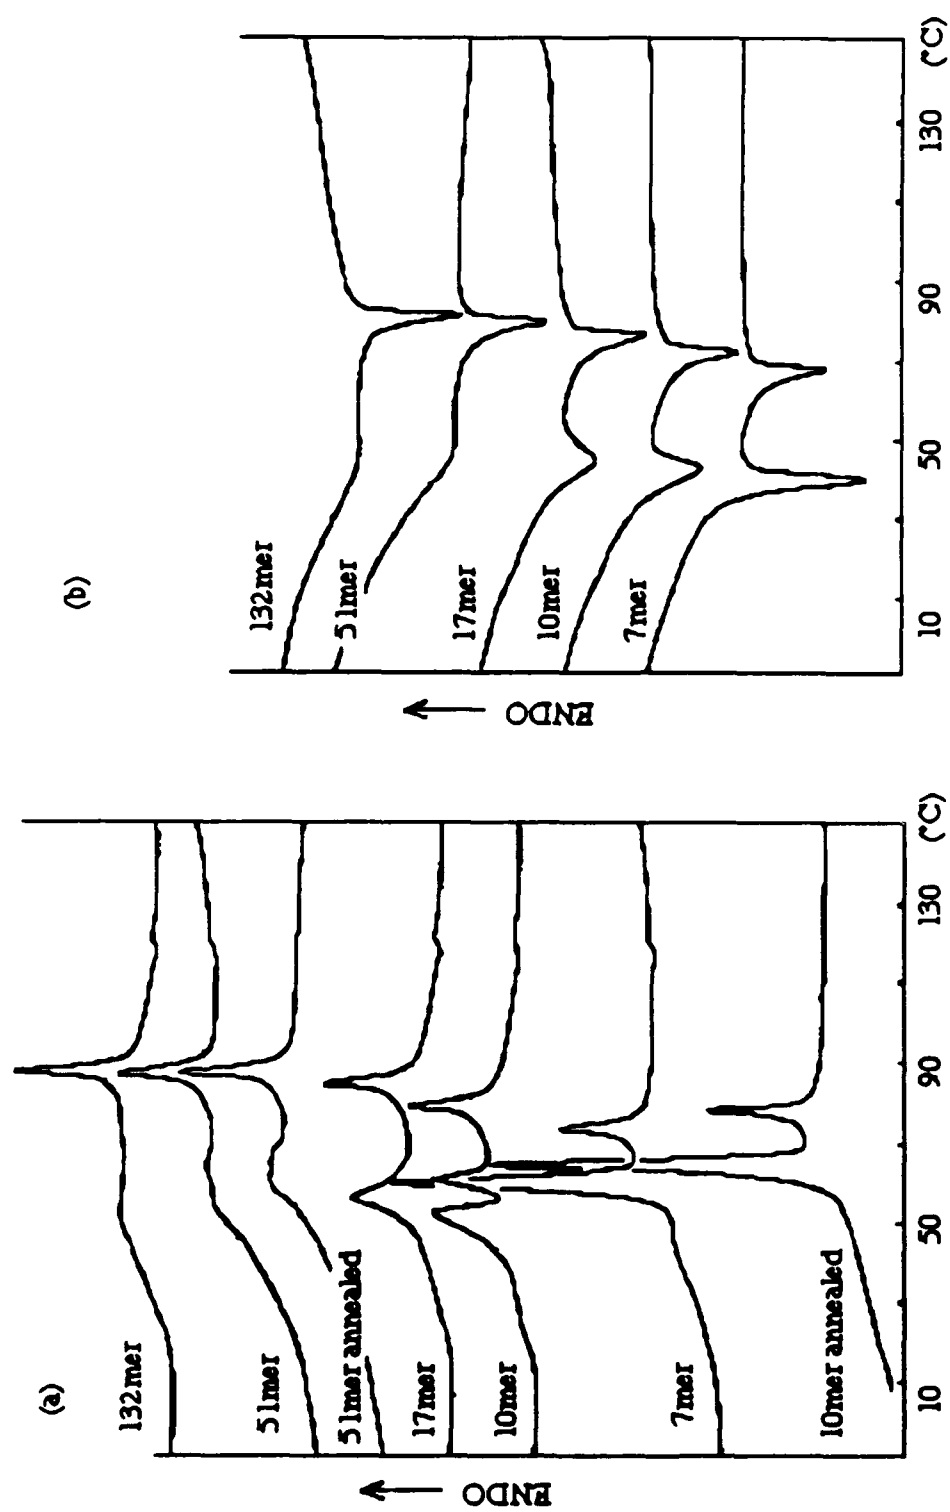 (a)
132mer
51mer
51mer annealed
17mer
10mer
7mer
10mer annealed
ENDO
10
50
90
130
(°C)
(b)
132mer
51mer
17mer
10mer
7mer
ENDO
10
50
90
130
(°C)